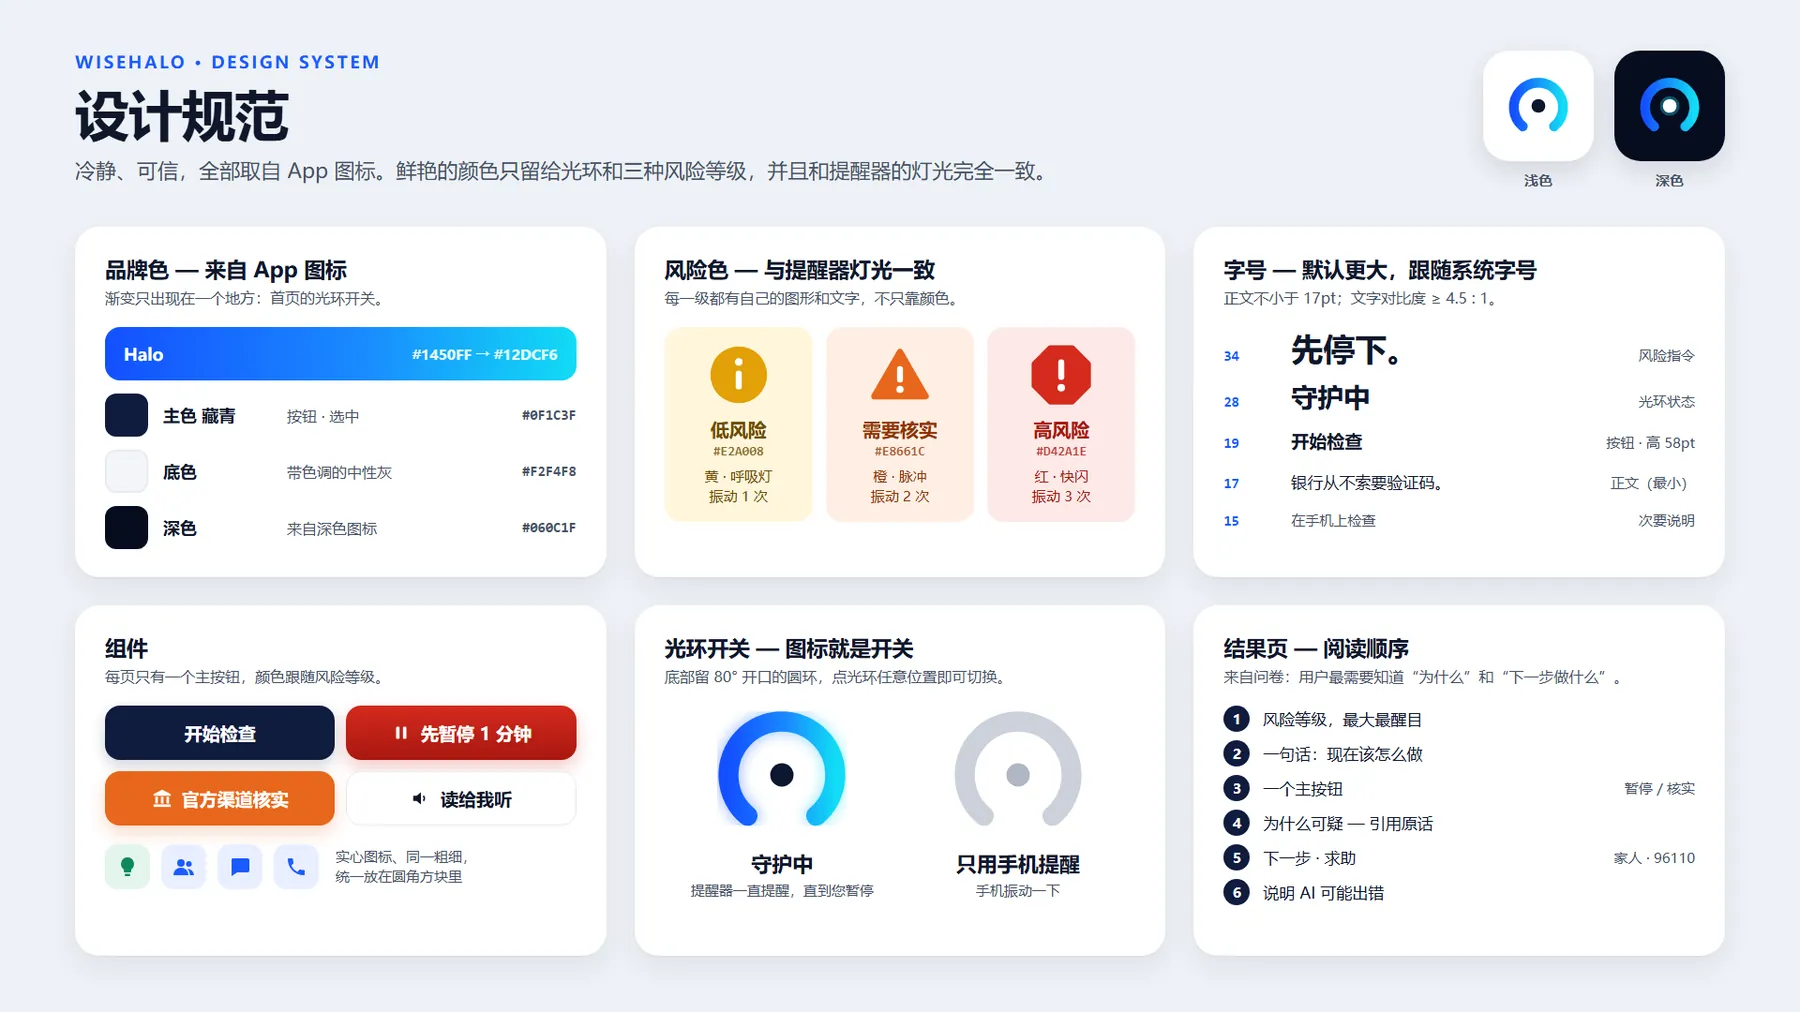 WISEHALO • DESIGN SYSTEM
设计规范
冷静、可信，全部取自 App 图标。鲜艳的颜色只留给光环和三种风险等级，并且和提醒器的灯光完全一致。
浅色
深色
品牌色 — 来自 App 图标
渐变只出现在一个地方：首页的光环开关。
Halo #1450FF → #12DCF6
主色 藏青 按钮 · 选中 #0F1C3F
底色 带色调的中性灰 #F2F4F8
深色 来自深色图标 #060C1F
风险色 — 与提醒器灯光一致
每一级都有自己的图形和文字，不只靠颜色。
低风险
#E2A008
黄 · 呼吸灯
振动 1 次
需要核实
#E8661C
橙 · 脉冲
振动 2 次
高风险
#D42A1E
红 · 快闪
振动 3 次
字号 — 默认更大，跟随系统字号
正文不小于 17pt；文字对比度 ≥ 4.5 : 1。
34 先停下。 风险指令
28 守护中 光环状态
19 开始检查 按钮 · 高 58pt
17 银行从不索要验证码。 正文（最小）
15 在手机上检查 次要说明
组件
每页只有一个主按钮，颜色跟随风险等级。
开始检查
先暂停 1 分钟
官方渠道核实
读给我听
实心图标、同一粗细，
统一放在圆角方块里
光环开关 — 图标就是开关
底部留 80° 开口的圆环，点光环任意位置即可切换。
守护中
提醒器一直提醒，直到您暂停
只用手机提醒
手机振动一下
结果页 — 阅读顺序
来自问卷：用户最需要知道“为什么”和“下一步做什么”。
1 风险等级，最大最醒目
2 一句话：现在该怎么做
3 一个主按钮 暂停 / 核实
4 为什么可疑 — 引用原话
5 下一步 · 求助 家人 · 96110
6 说明 AI 可能出错